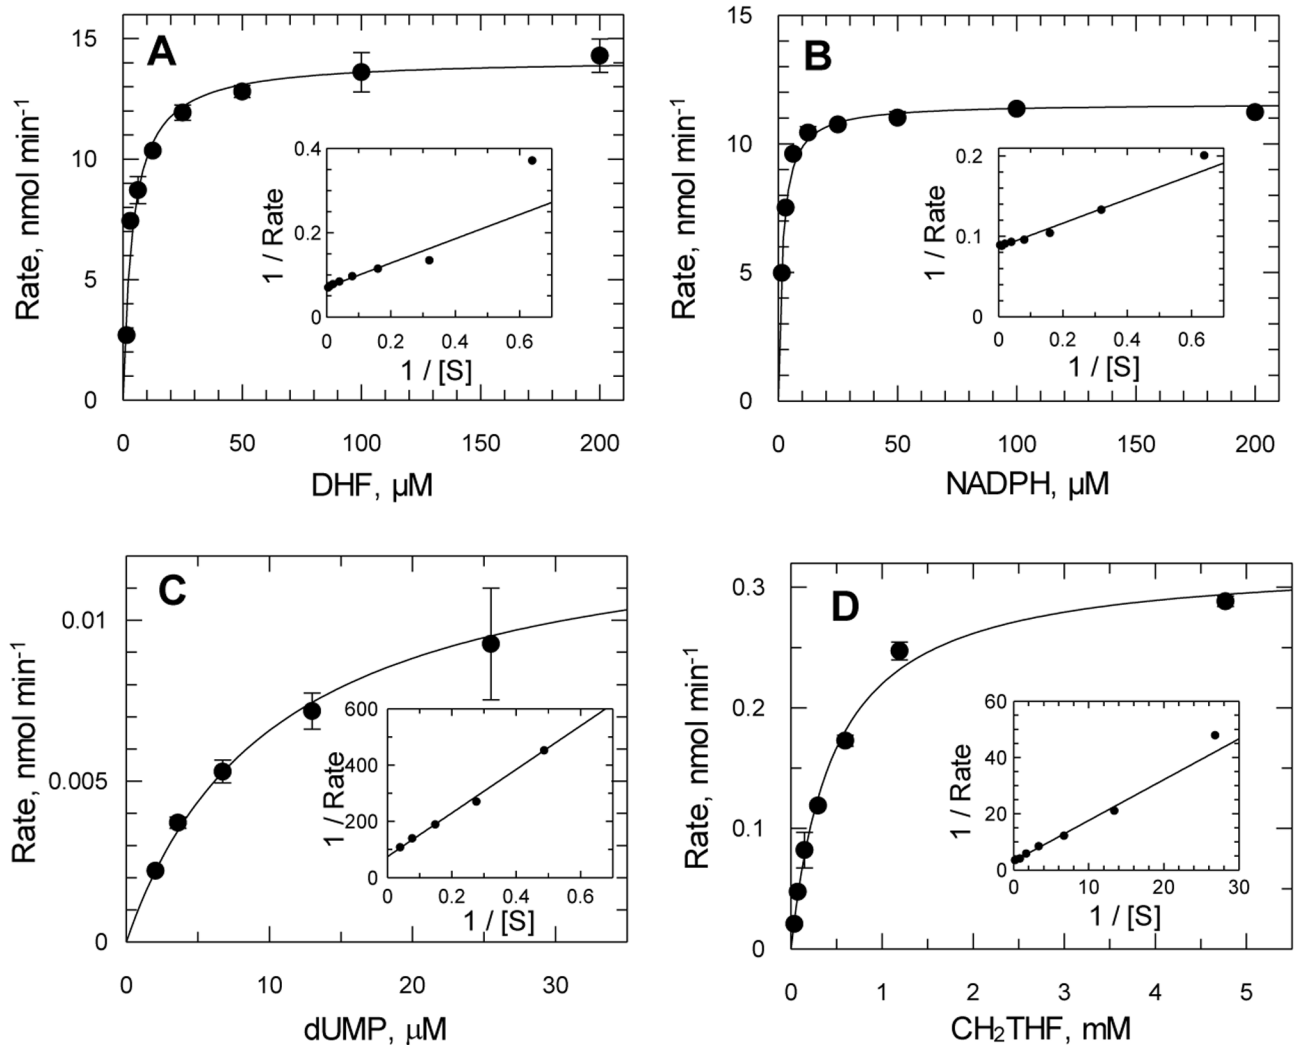 A
Rate, nmol min⁻¹
15
10
5
0
0 50 100 150 200
DHF, µM
1 / Rate
0.4
0.2
0
0 0.2 0.4 0.6
1 / [S]
B
Rate, nmol min⁻¹
15
10
5
0
0 50 100 150 200
NADPH, µM
1 / Rate
0.2
0.1
0
0 0.2 0.4 0.6
1 / [S]
C
Rate, nmol min⁻¹
0.01
0.005
0
0 10 20 30
dUMP, µM
1 / Rate
600
400
200
0
0 0.2 0.4 0.6
1 / [S]
D
Rate, nmol min⁻¹
0.3
0.2
0.1
0
0 1 2 3 4 5
CH₂THF, mM
1 / Rate
60
40
20
0
0 10 20 30
1 / [S]